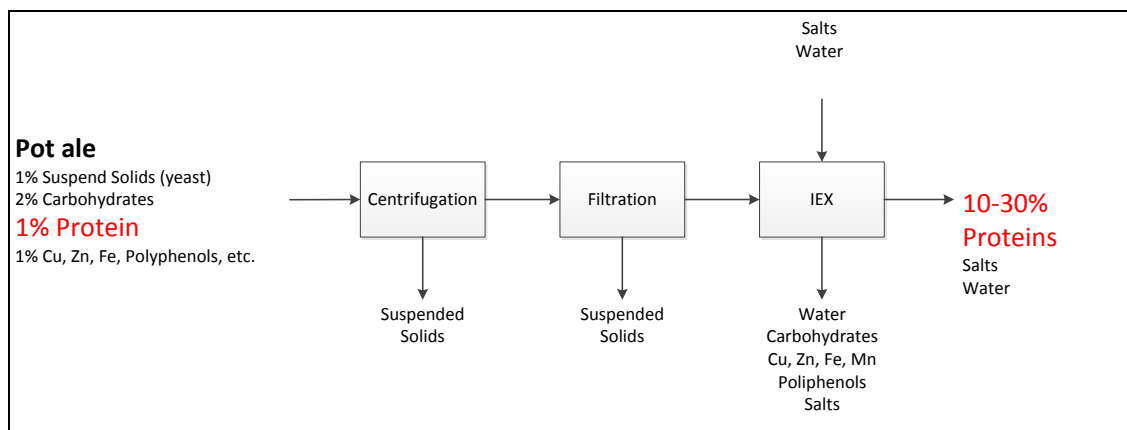 Salts
Water
Pot ale
1% Suspend Solids (yeast)
2% Carbohydrates
1% Protein
1% Cu, Zn, Fe, Polyphenols, etc.
Centrifugation
Filtration
IEX
10-30%
Proteins
Salts
Water
Suspended
Solids
Suspended
Solids
Water
Carbohydrates
Cu, Zn, Fe, Mn
Poliphenols
Salts